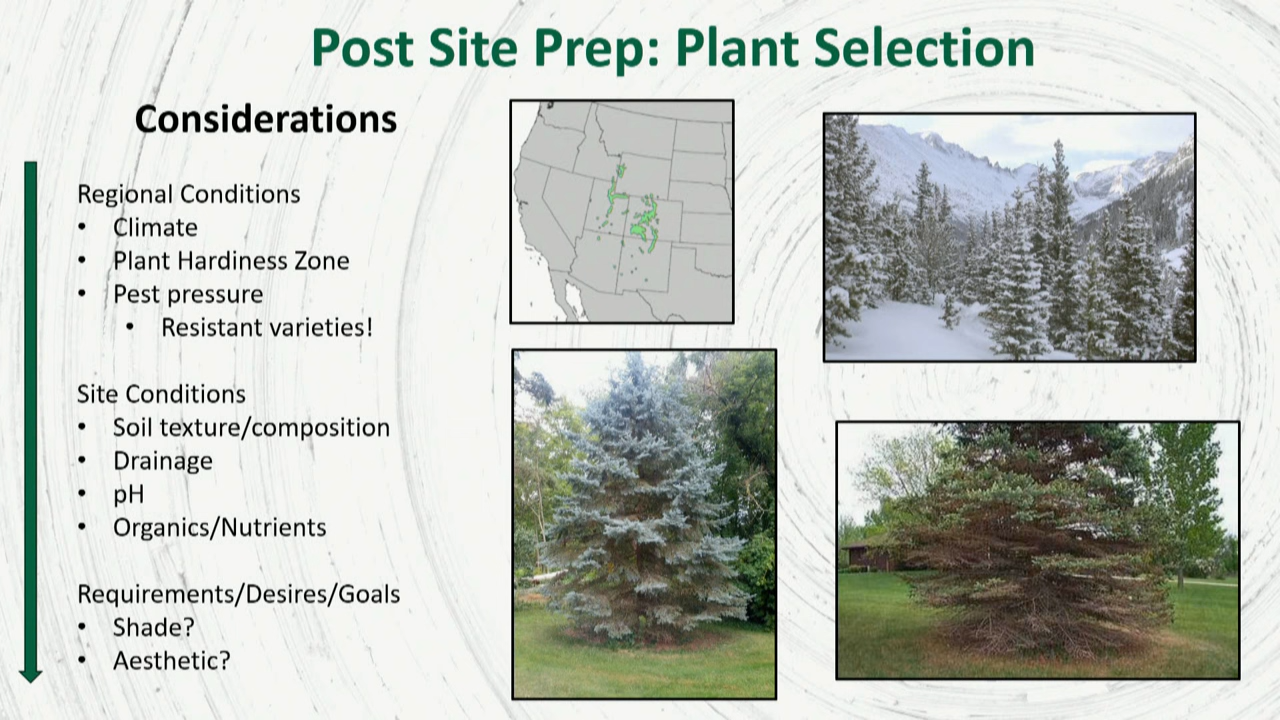 Post Site Prep: Plant Selection
Considerations
Regional Conditions
• Climate
• Plant Hardiness Zone
• Pest pressure
• Resistant varieties!
Site Conditions
• Soil texture/composition
• Drainage
• pH
• Organics/Nutrients
Requirements/Desires/Goals
• Shade?
• Aesthetic?